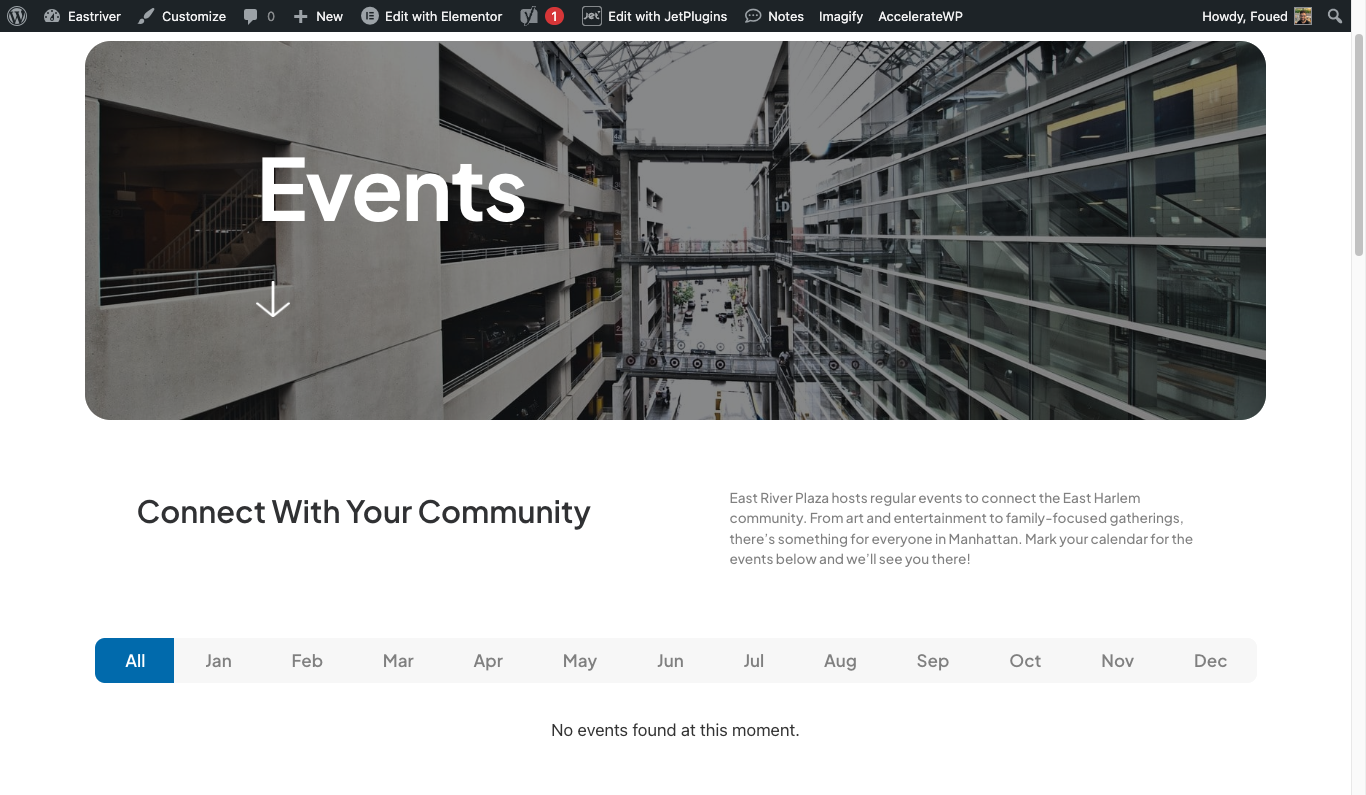 Eastriver Customize 0 New Edit with Elementor 1 Jet Edit with JetPlugins Notes Imagify AccelerateWP Howdy, Foued
Events
Connect With Your Community
East River Plaza hosts regular events to connect the East Harlem
community. From art and entertainment to family-focused gatherings,
there's something for everyone in Manhattan. Mark your calendar for the
events below and we'll see you there!
All Jan Feb Mar Apr May Jun Jul Aug Sep Oct Nov Dec
No events found at this moment.